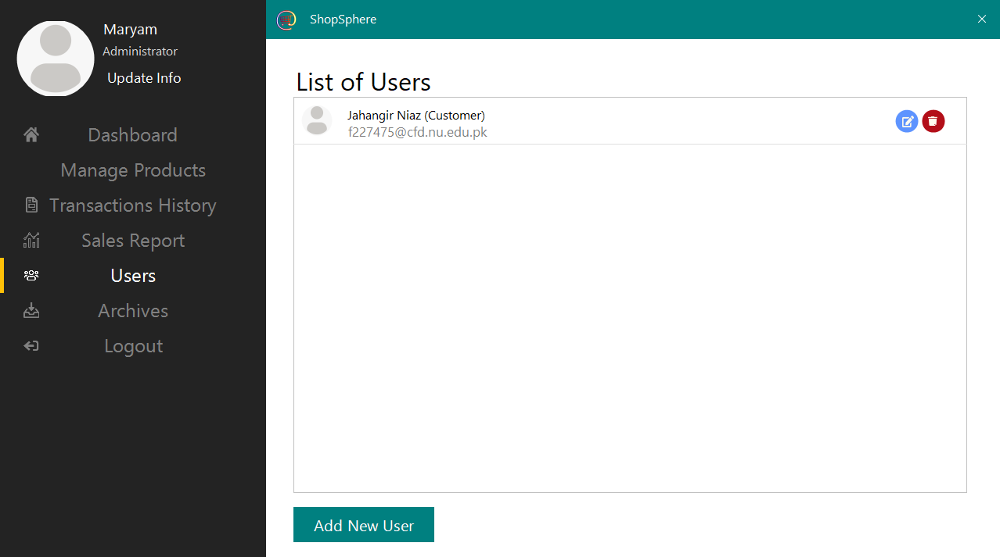 Maryam
Administrator
Update Info
Dashboard
Manage Products
Transactions History
Sales Report
Users
Archives
Logout
ShopSphere
List of Users
Jahangir Niaz (Customer)
f227475@cfd.nu.edu.pk
Add New User